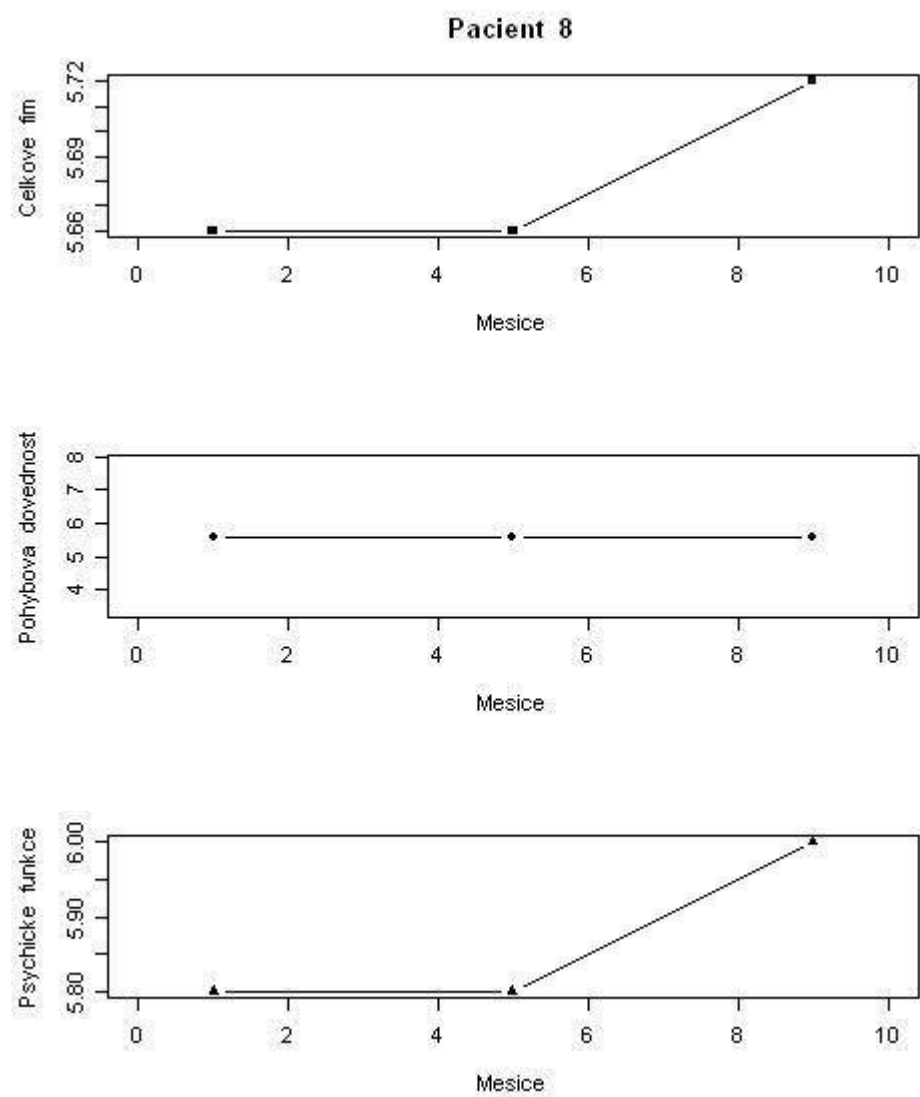 Pacient 8
Celkove fim
5.72
5.69
5.66
0 2 4 6 8 10
Mesice
Pohybova dovednost
8
7
6
5
4
0 2 4 6 8 10
Mesice
Psychicke funkce
6.00
5.90
5.80
0 2 4 6 8 10
Mesice